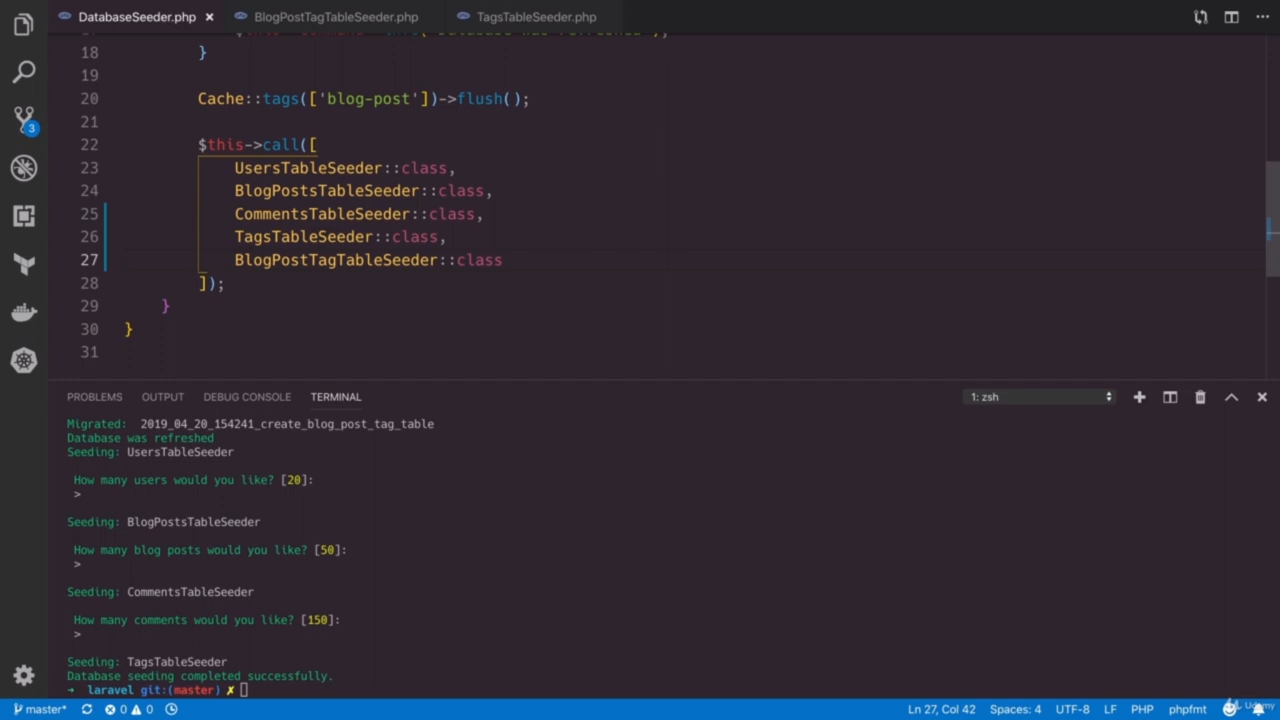 DatabaseSeeder.php × BlogPostTagTableSeeder.php TagsTableSeeder.php
18 }
19
20 Cache::tags(['blog-post'])->flush();
21
22 $this->call([
23 UsersTableSeeder::class,
24 BlogPostsTableSeeder::class,
25 CommentsTableSeeder::class,
26 TagsTableSeeder::class,
27 BlogPostTagTableSeeder::class
28 ]);
29 }
30 }
31
3
PROBLEMS OUTPUT DEBUG CONSOLE TERMINAL 1: zsh
Migrated: 2019_04_20_154241_create_blog_post_tag_table
Database was refreshed
Seeding: UsersTableSeeder
How many users would you like? [20]:
>
Seeding: BlogPostsTableSeeder
How many blog posts would you like? [50]:
>
Seeding: CommentsTableSeeder
How many comments would you like? [150]:
>
Seeding: TagsTableSeeder
Database seeding completed successfully.
→ laravel git:(master) ✗
master* 0 0 Ln 27, Col 42 Spaces: 4 UTF-8 LF PHP phpfmt
Udemy